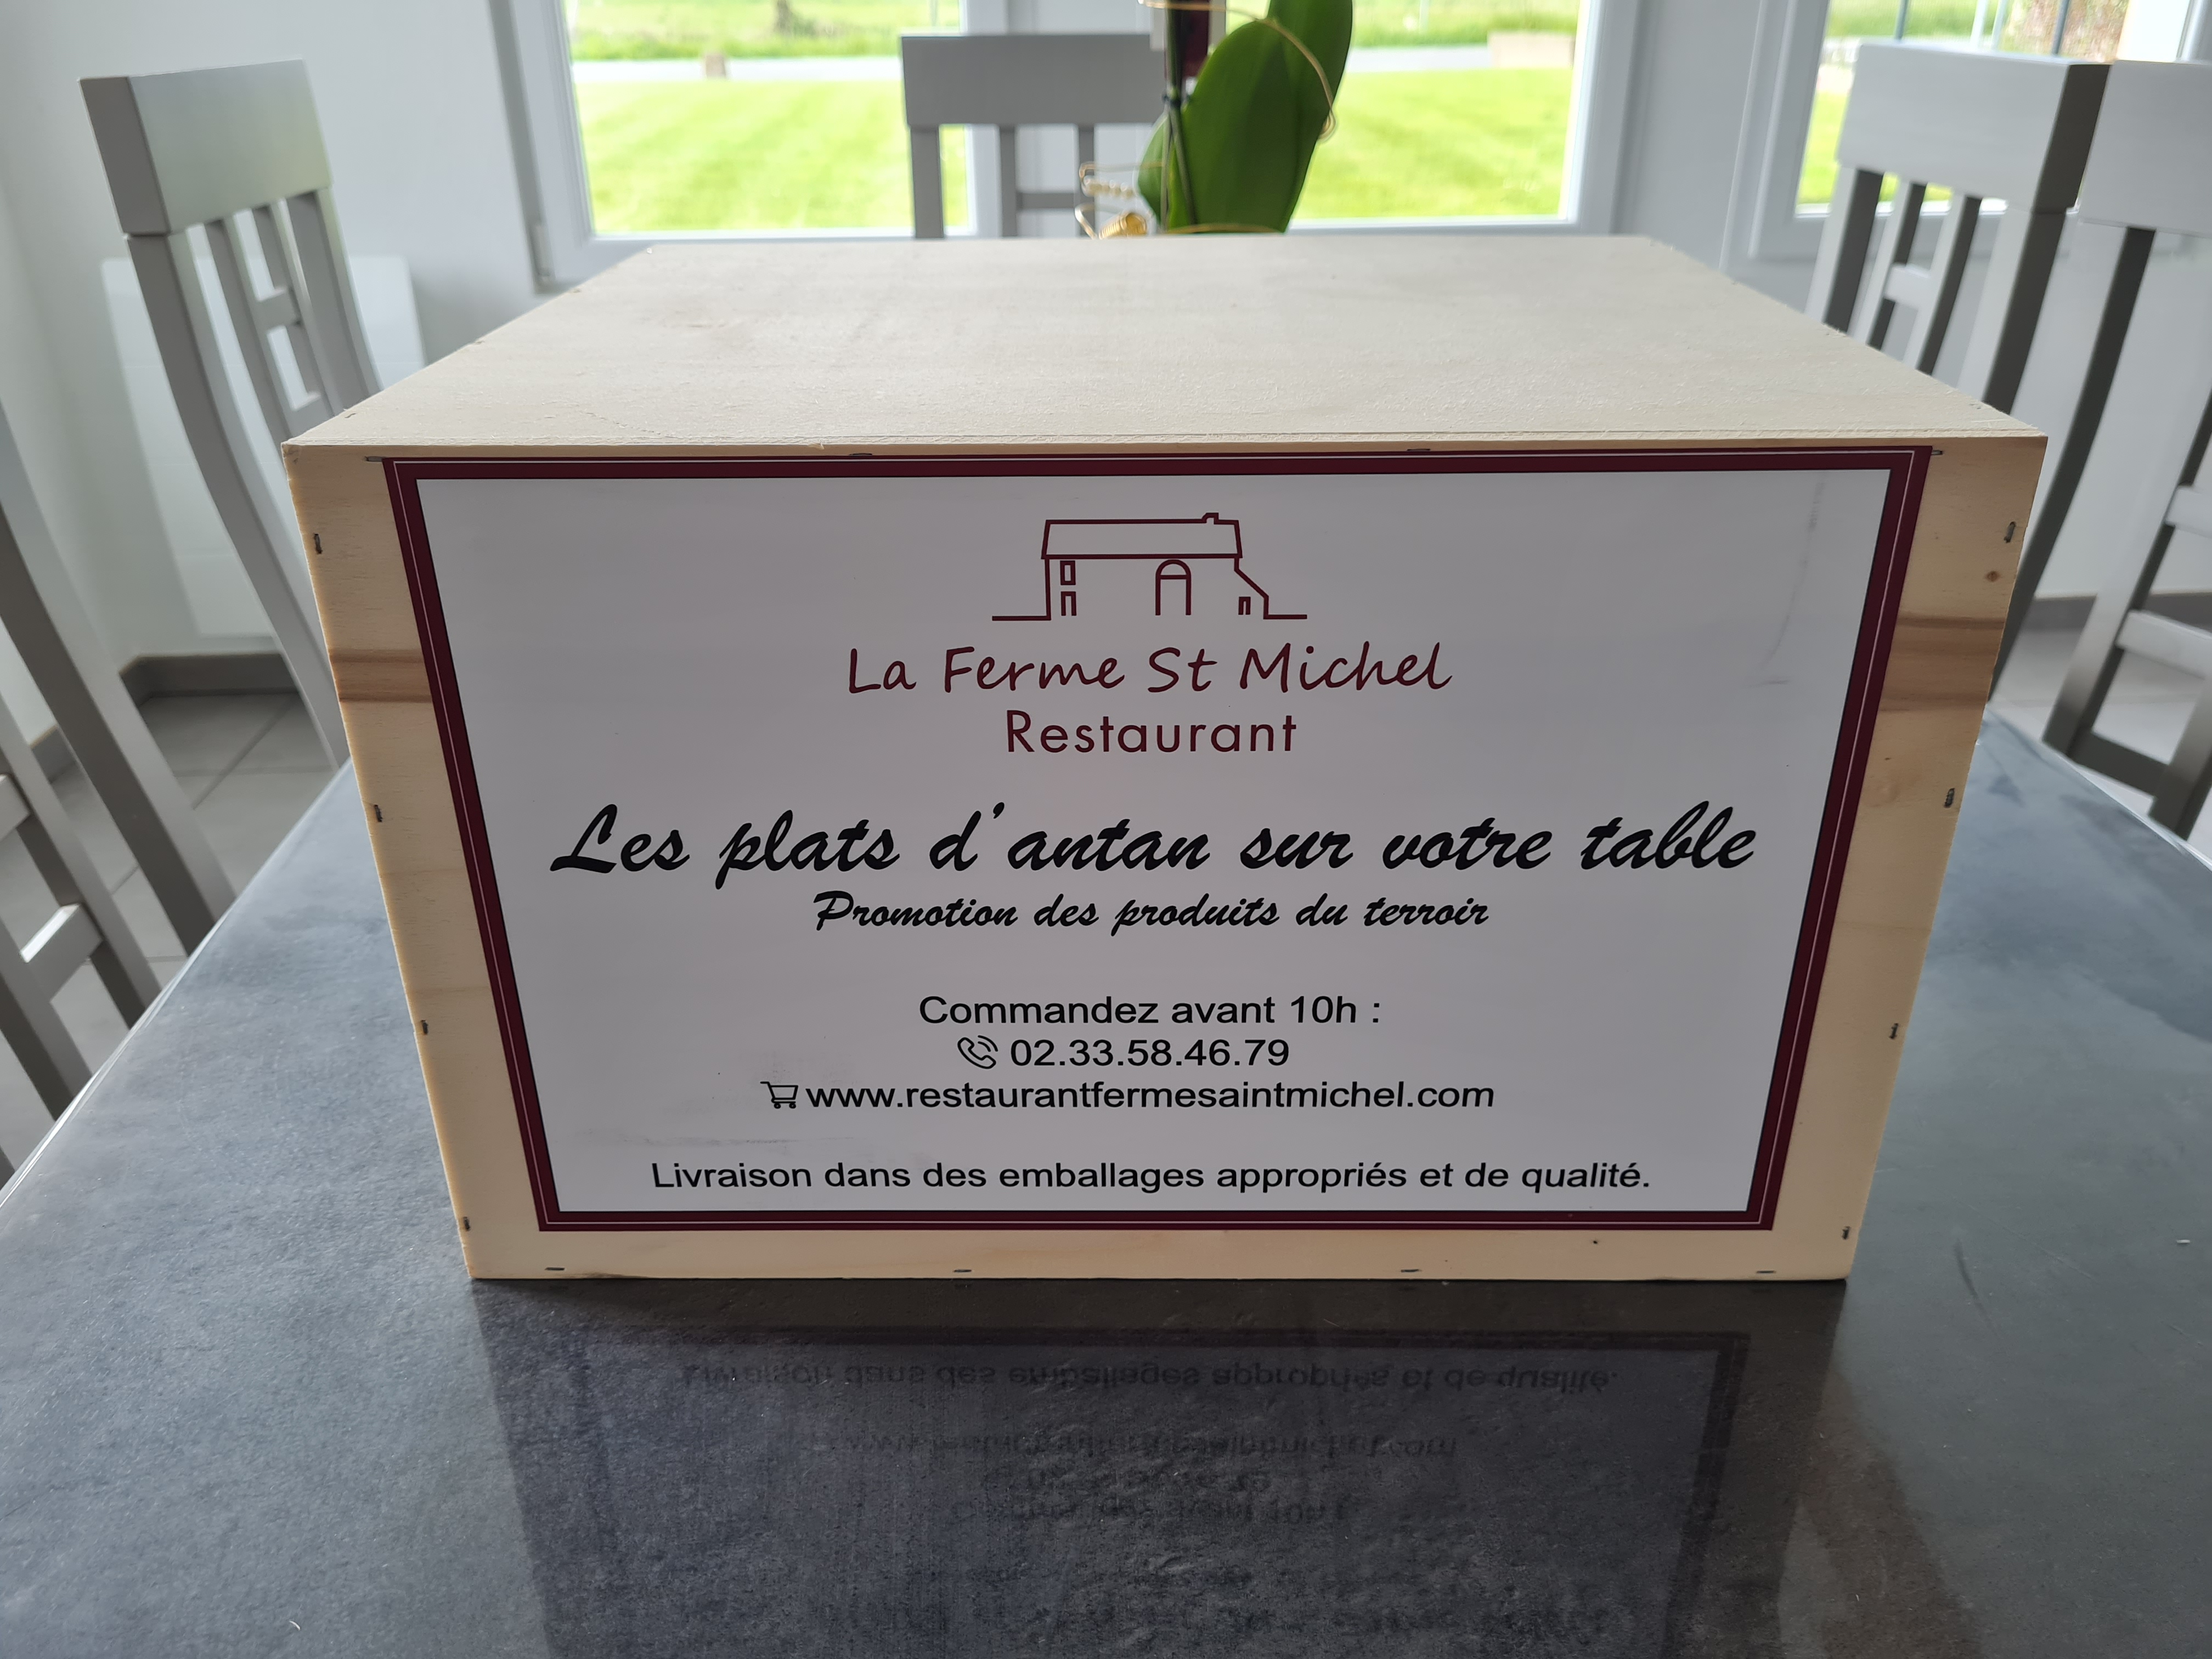 La Ferme St Michel
Restaurant
Les plats d'antan sur votre table
Promotion des produits du terroir
Commandez avant 10h :
02.33.58.46.79
www.restaurantfermesaintmichel.com
Livraison dans des emballages appropriés et de qualité.